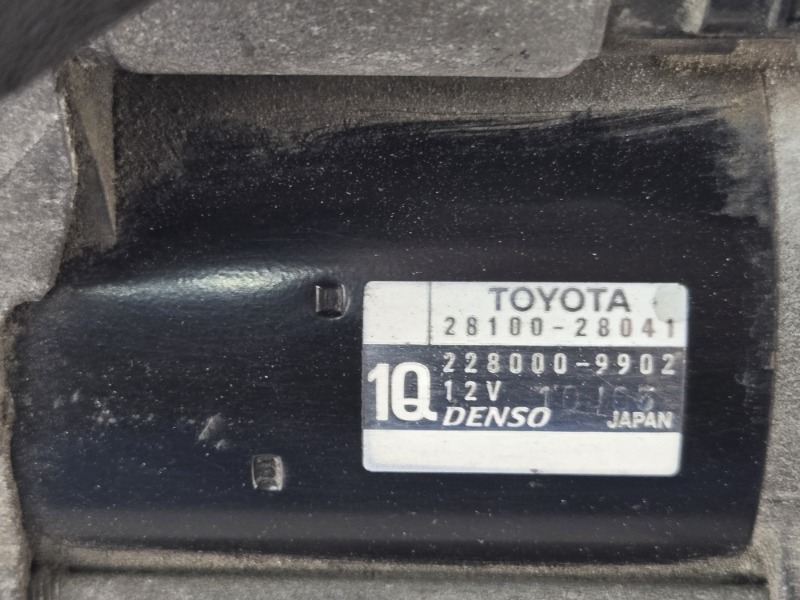 TOYOTA
28100-28041
228000-9902
1Q
12V
DENSO JAPAN